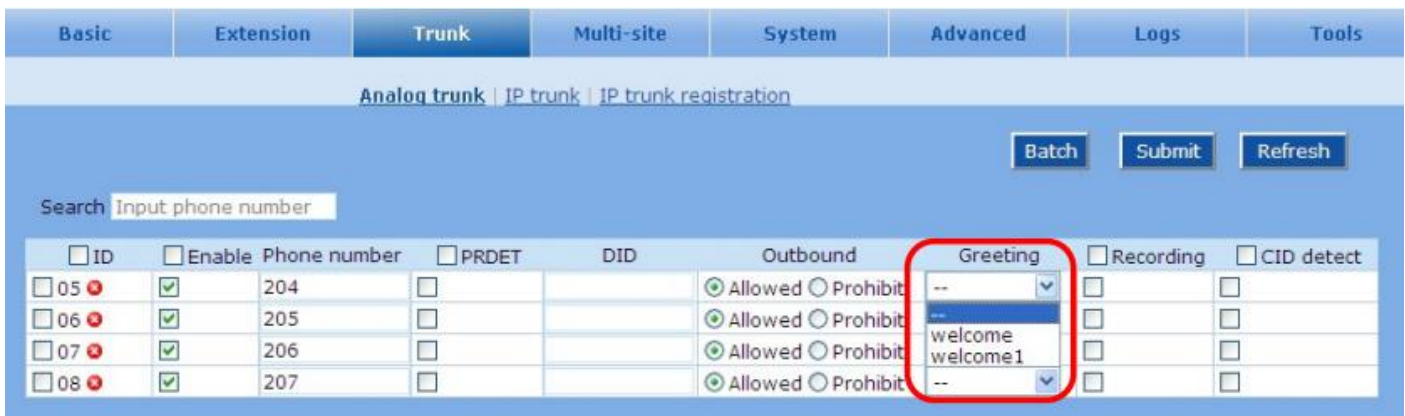 Basic Extension Trunk Multi-site System Advanced Logs Tools
Analog trunk | IP trunk | IP trunk registration
Batch Submit Refresh
Search Input phone number
ID Enable Phone number PRDET DID Outbound Greeting Recording CID detect
05 204 Allowed Prohibit --
06 205 Allowed Prohibit --
07 206 Allowed Prohibit welcome
welcome1
08 207 Allowed Prohibit --